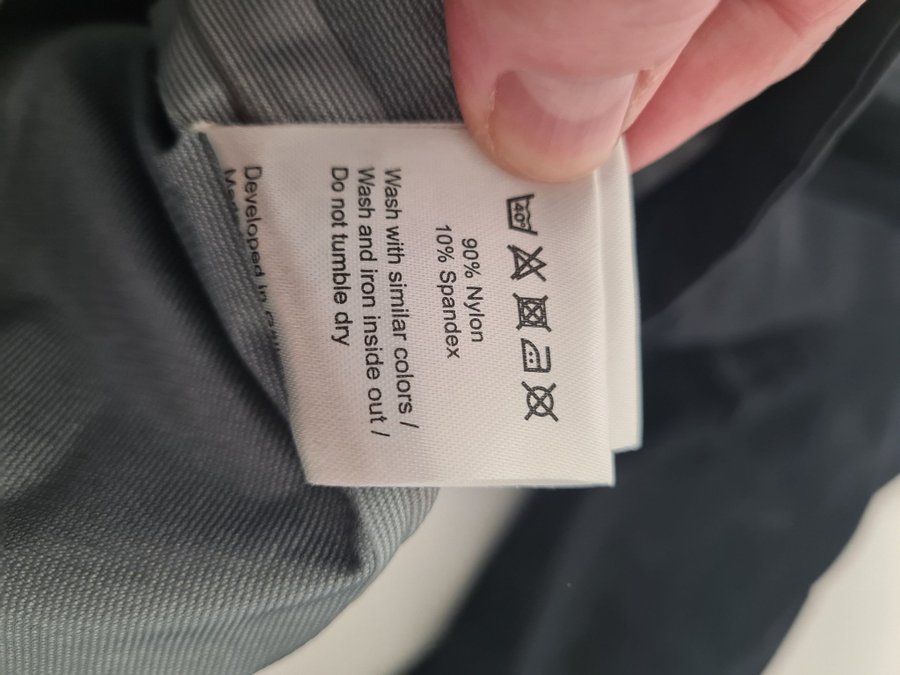 40°
90% Nylon
10% Spandex
Wash with similar colors /
Wash and iron inside out /
Do not tumble dry
Developed in